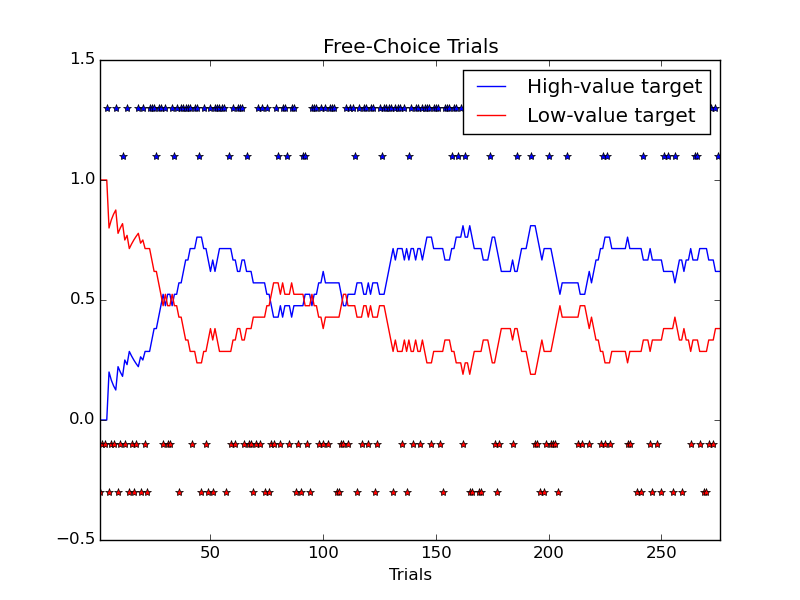 Free-Choice Trials
High-value target
Low-value target
1.5
1.0
0.5
0.0
−0.5
50
100
150
200
250
Trials